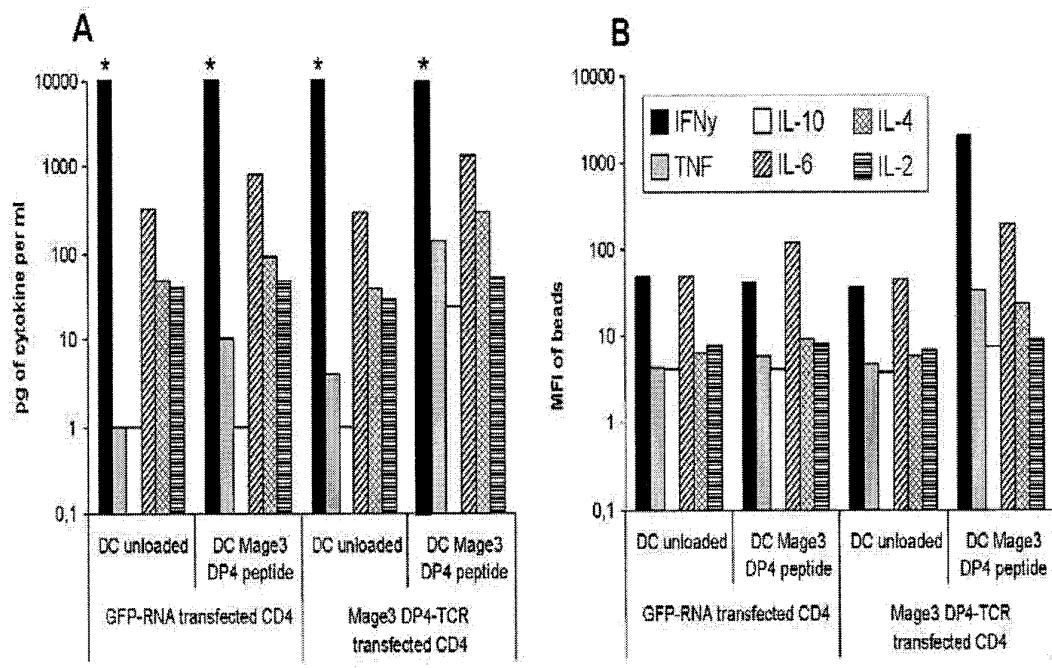 A
* * * *
pg of cytokine per ml
10000
1000
100
10
1
0,1
DC unloaded
DC Mage3
DP4 peptide
DC unloaded
DC Mage3
DP4 peptide
GFP-RNA transfected CD4
Mage3 DP4-TCR
transfected CD4
B
MFI of beads
10000
1000
100
10
1
0,1
IFNγ IL-10 IL-4
TNF IL-6 IL-2
DC unloaded
DC Mage3
DP4 peptide
DC unloaded
DC Mage3
DP4 peptide
GFP-RNA transfected CD4
Mage3 DP4-TCR
transfected CD4